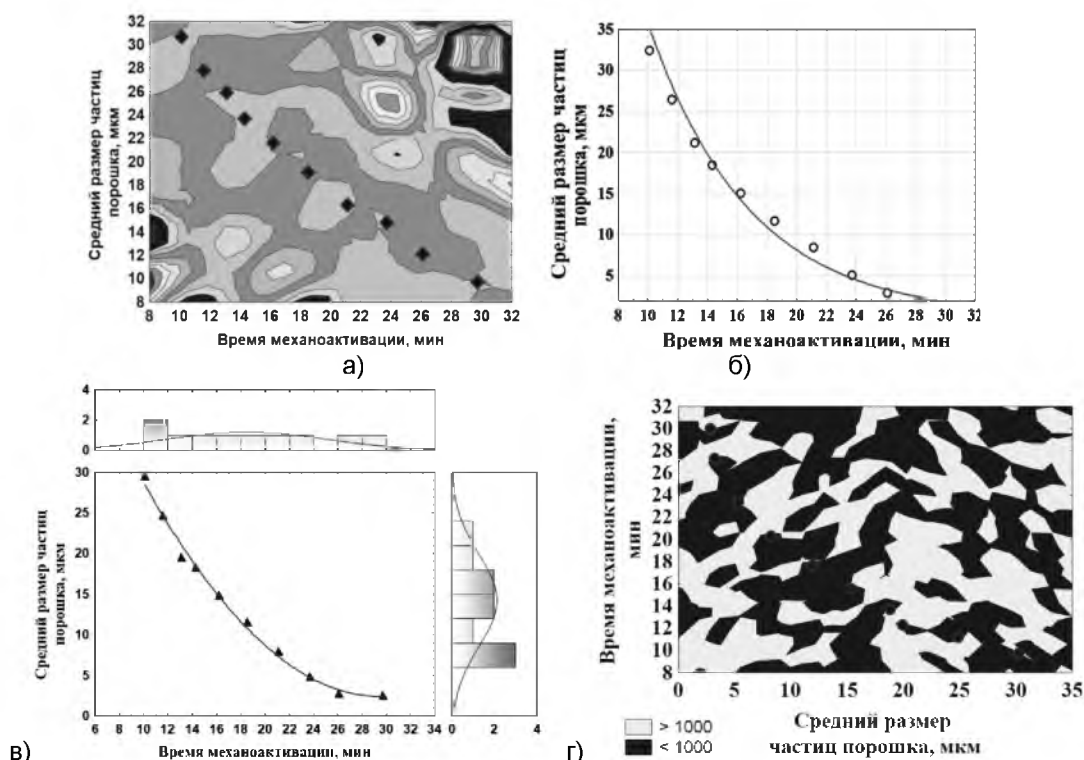 Средний размер частиц
порошка, мкм
32
30
28
26
24
22
20
18
16
14
12
10
8
8 10 12 14 16 18 20 22 24 26 28 30 32
Время механоактивации, мин
а)
Средний размер частиц
порошка, мкм
35
30
25
20
15
10
5
8 10 12 14 16 18 20 22 24 26 28 30 32
Время механоактивации, мин
б)
4
2
0
Средний размер частиц
порошка, мкм
30
25
20
15
10
5
0
6 8 10 12 14 16 18 20 22 24 26 28 30 32 34
0 2 4
Время механоактивации, мин
в)
Время механоактивации,
мин
32
30
28
26
24
22
20
18
16
14
12
10
8
0 5 10 15 20 25 30 35
> 1000
< 1000
Средний размер
частиц порошка, мкм
г)